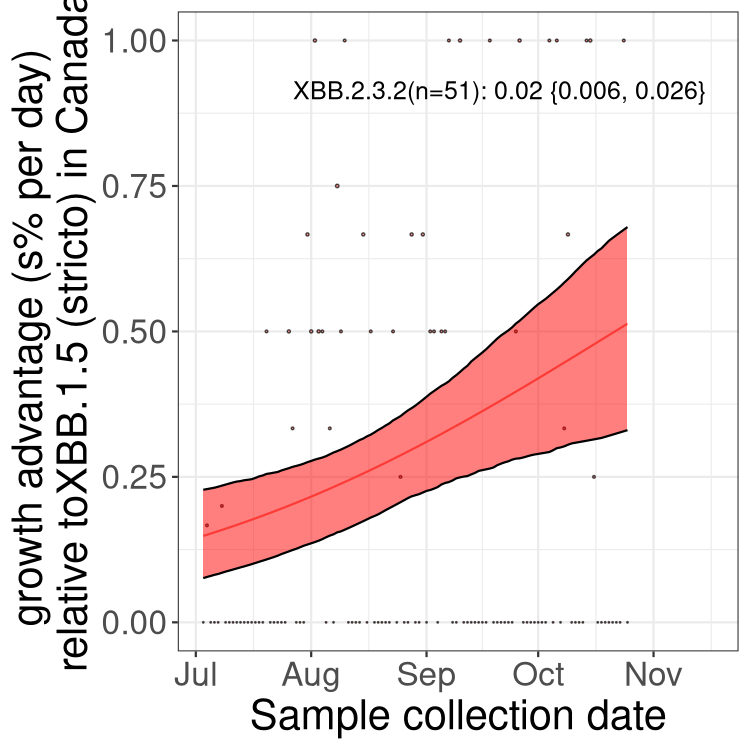 growth advantage (s% per day)
relative toXBB.1.5 (stricto) in Canada
1.00
0.75
0.50
0.25
0.00
XBB.2.3.2(n=51): 0.02 {0.006, 0.026}
Jul Aug Sep Oct Nov
Sample collection date